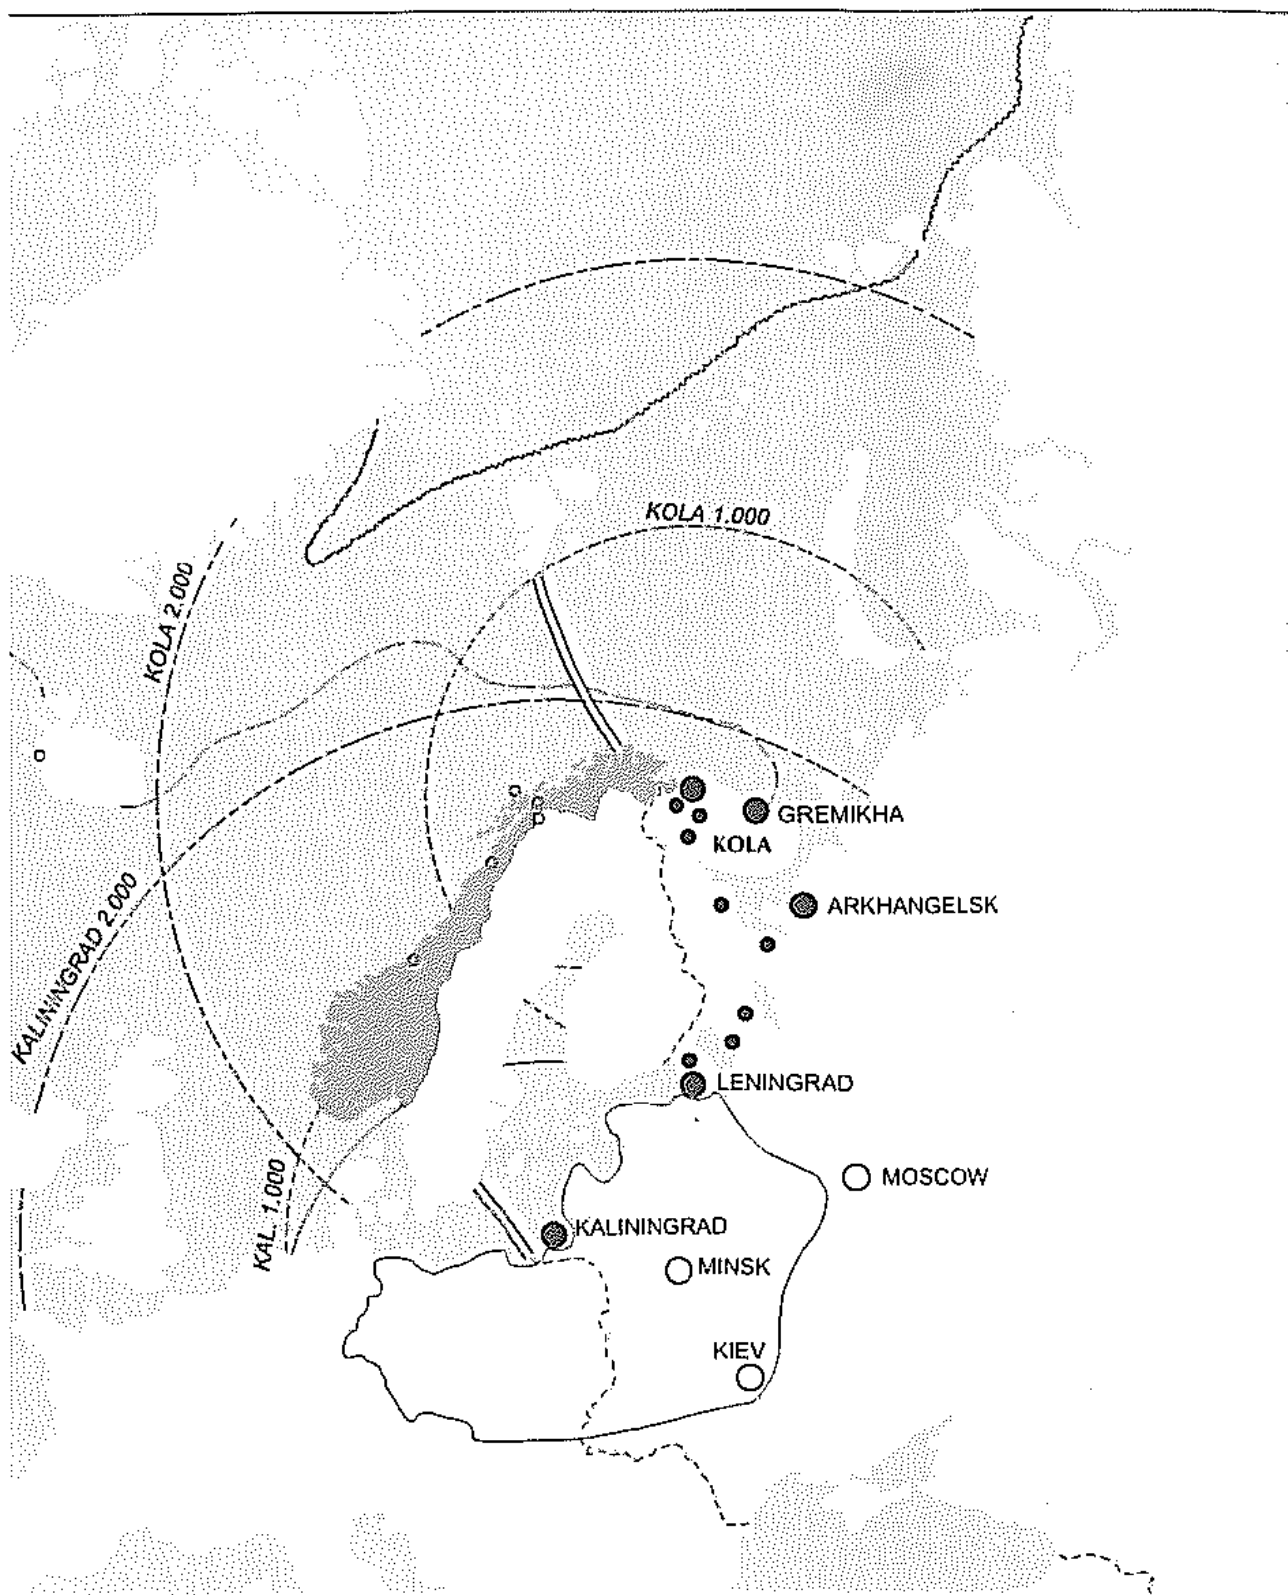 KOLA 1.000
KOLA 2.000
GREMIKHA
KOLA
KALININGRAD 2.000
ARKHANGELSK
LENINGRAD
MOSCOW
KAL. 1.000
KALININGRAD
MINSK
KIEV